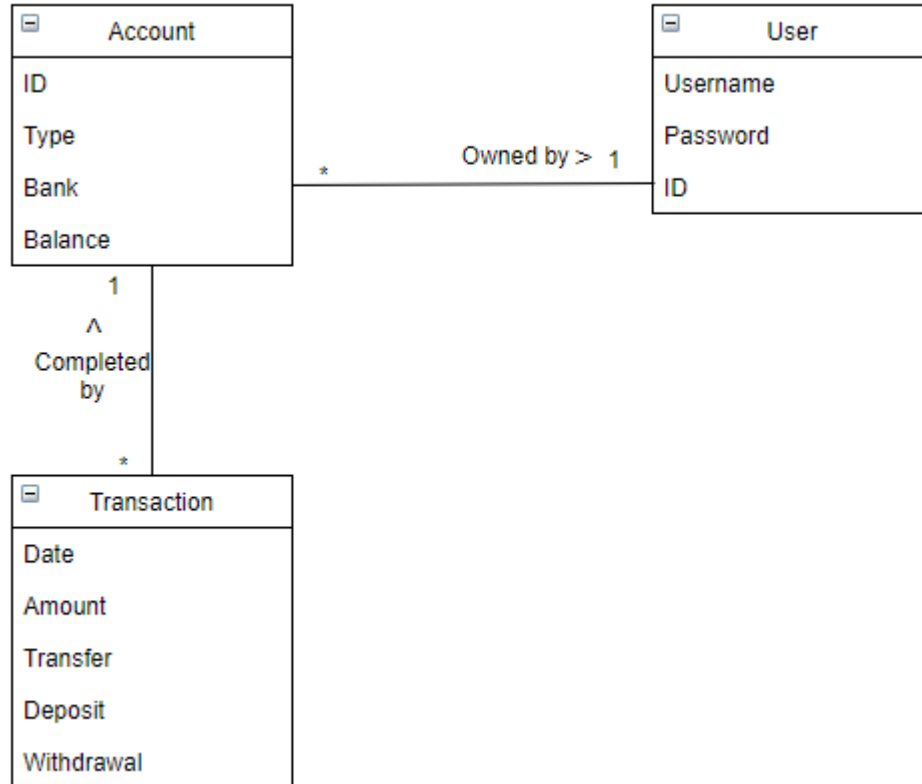 Account
ID
Type
Bank
Balance
User
Username
Password
ID
* Owned by > 1
1
^
Completed
by
*
Transaction
Date
Amount
Transfer
Deposit
Withdrawal